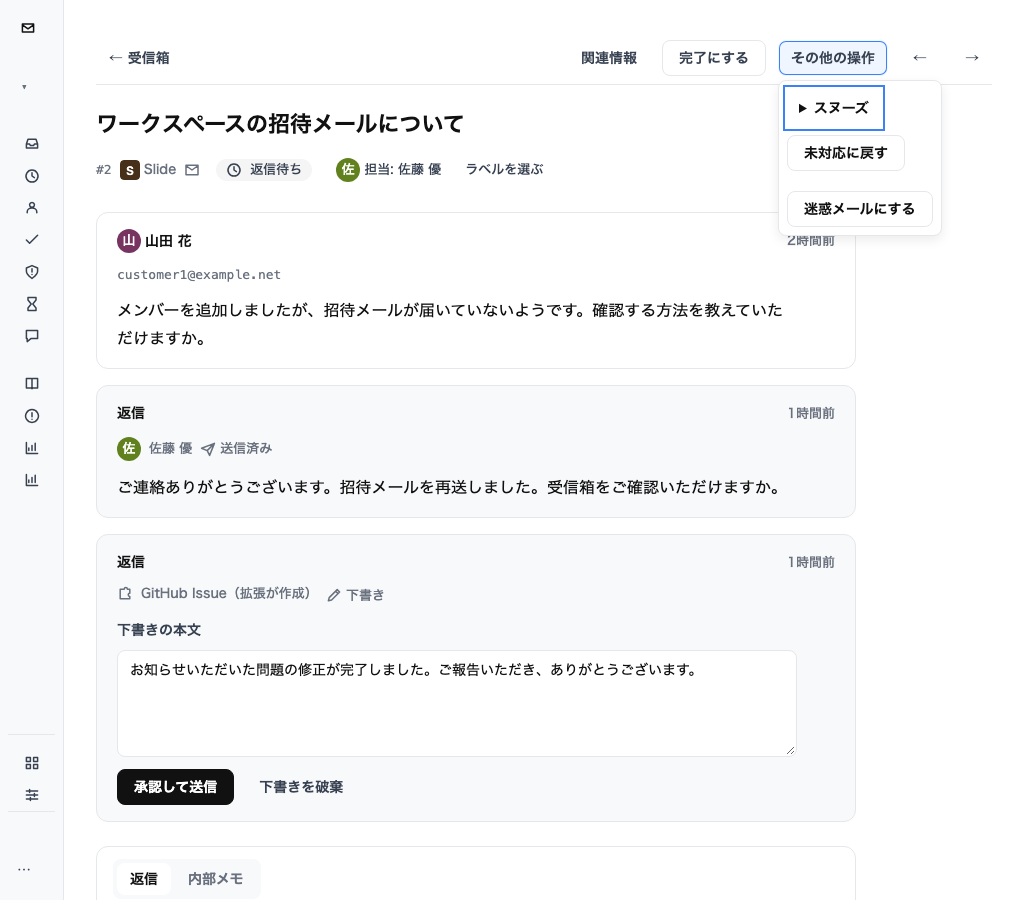 ← 受信箱
関連情報
完了にする
その他の操作
←
→
▶ スヌーズ
未対応に戻す
迷惑メールにする
ワークスペースの招待メールについて
#2 S Slide 返信待ち 佐 担当: 佐藤 優 ラベルを選ぶ
山 山田 花
2時間前
customer1@example.net
メンバーを追加しましたが、招待メールが届いていないようです。確認する方法を教えていた
だけますか。
返信
1時間前
佐 佐藤 優 送信済み
ご連絡ありがとうございます。招待メールを再送しました。受信箱をご確認いただけますか。
返信
1時間前
GitHub Issue（拡張が作成） 下書き
下書きの本文
お知らせいただいた問題の修正が完了しました。ご報告いただき、ありがとうございます。
承認して送信
下書きを破棄
返信
内部メモ